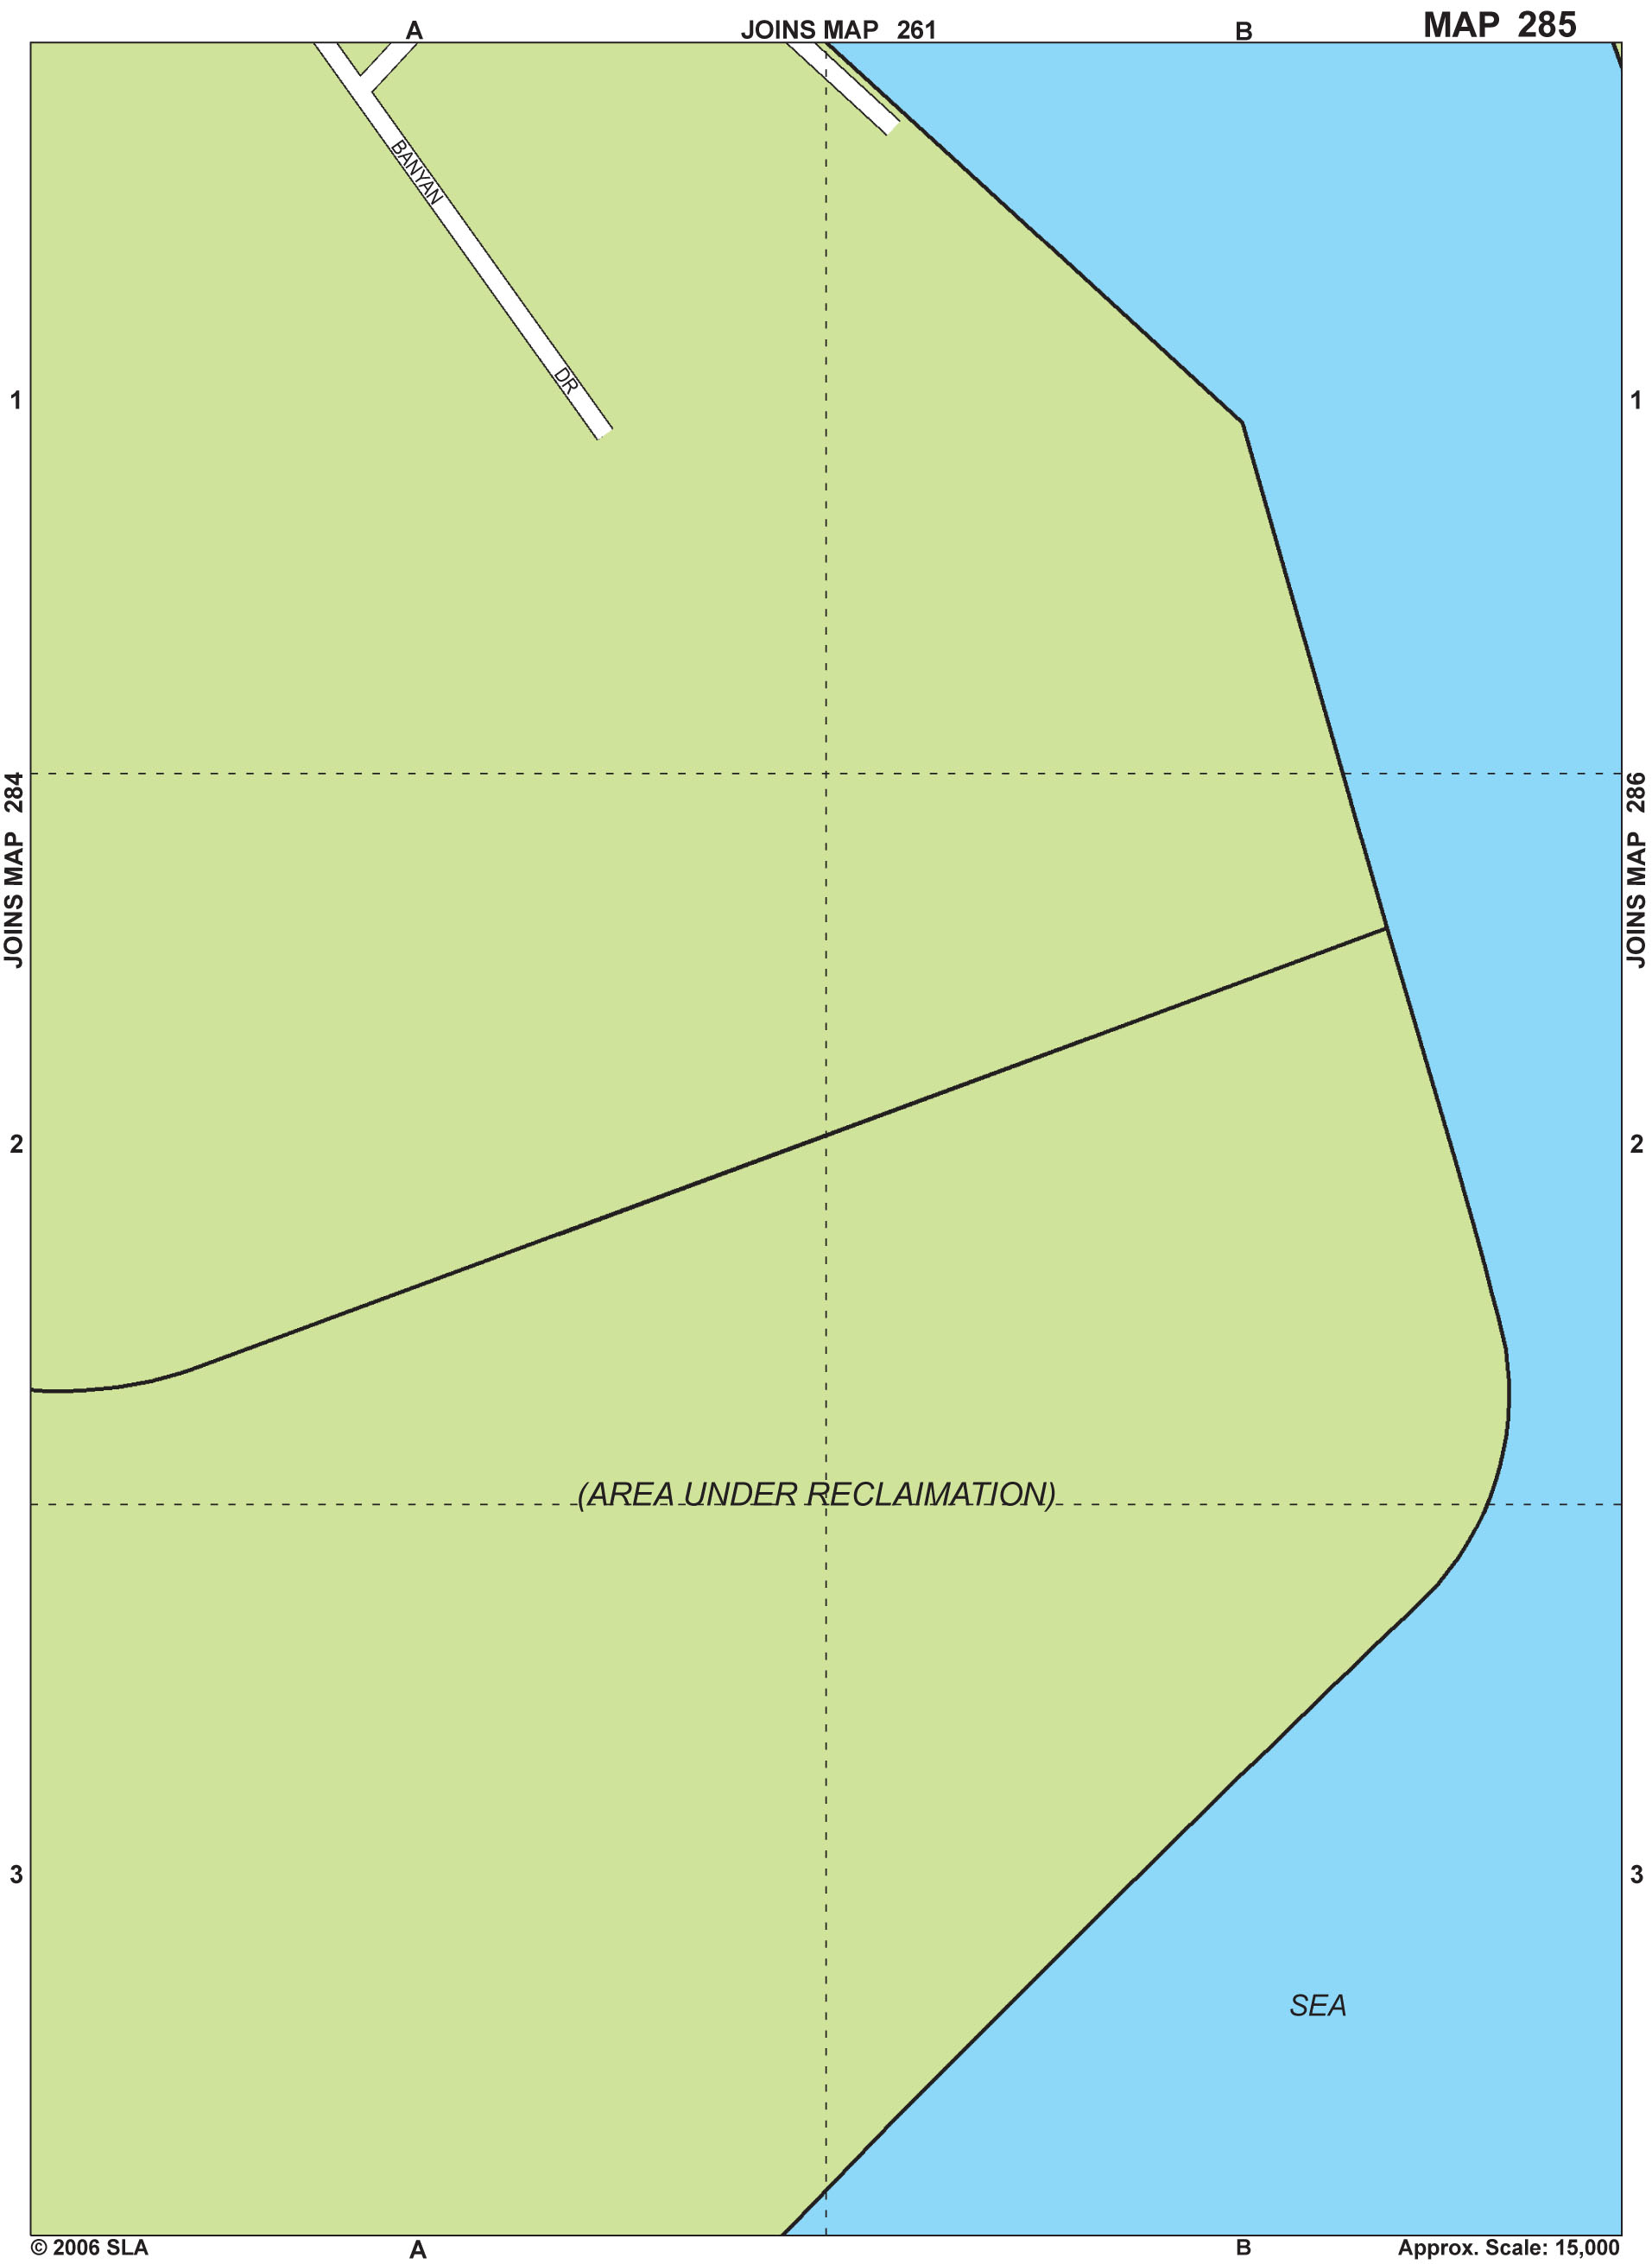 A JOINS MAP 261 B MAP 285
BANYAN
DR
1 1
JOINS MAP 284
JOINS MAP 286
2 2
(AREA UNDER RECLAIMATION)
3 3
SEA
© 2006 SLA A B Approx. Scale: 15,000